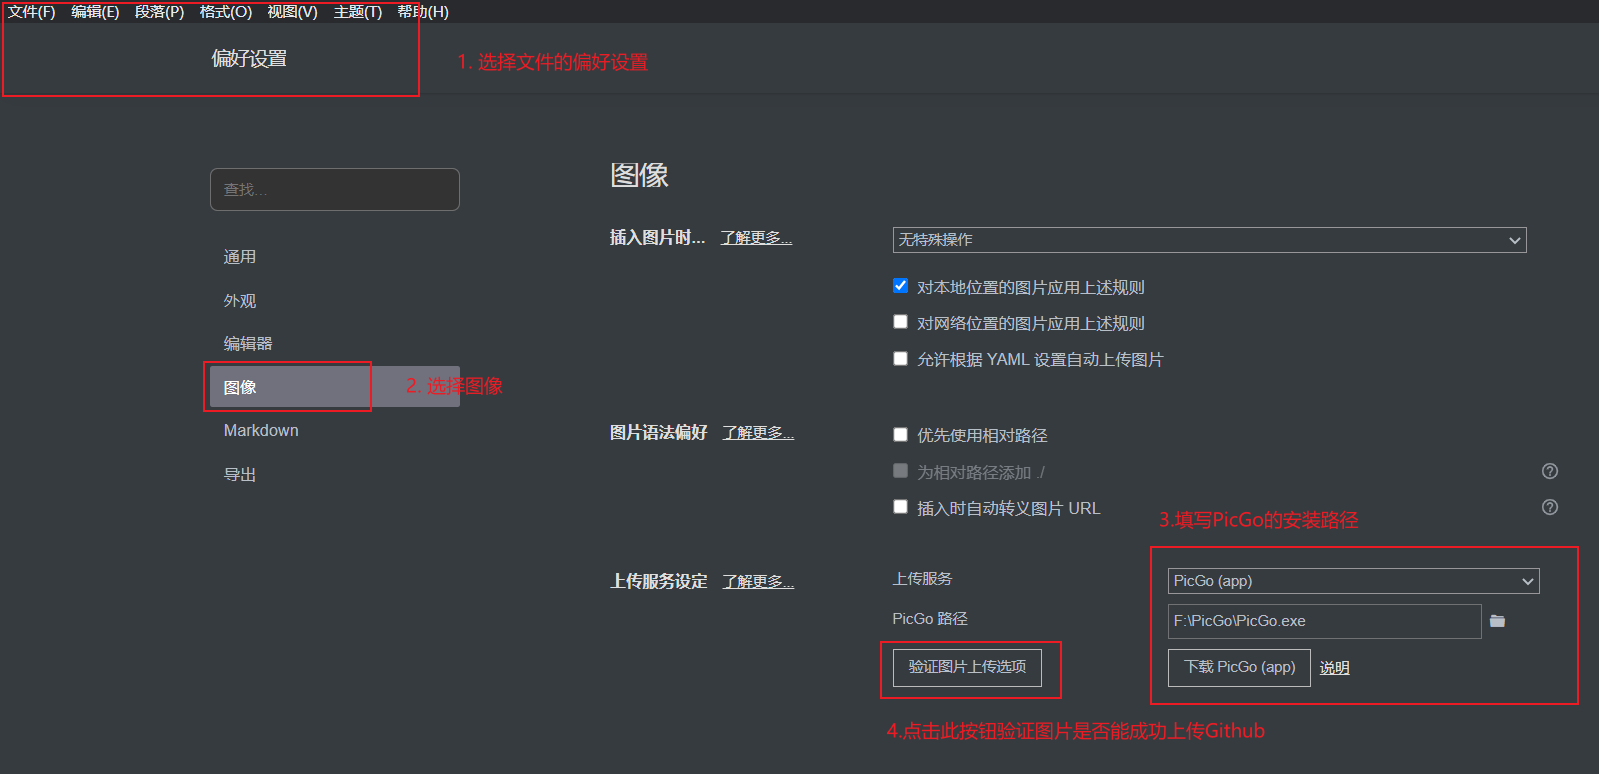 文件(F) 编辑(E) 段落(P) 格式(O) 视图(V) 主题(T) 帮助(H)
偏好设置
1. 选择文件的偏好设置
查找...
通用
外观
编辑器
图像
2. 选择图像
Markdown
导出
图像
插入图片时... 了解更多...
无特殊操作
对本地位置的图片应用上述规则
对网络位置的图片应用上述规则
允许根据 YAML 设置自动上传图片
图片语法偏好 了解更多...
优先使用相对路径
为相对路径添加 ./
插入时自动转义图片 URL
3.填写PicGo的安装路径
上传服务设定 了解更多...
上传服务
PicGo (app)
PicGo 路径
F:\PicGo\PicGo.exe
验证图片上传选项
下载 PicGo (app) 说明
4.点击此按钮验证图片是否能成功上传Github